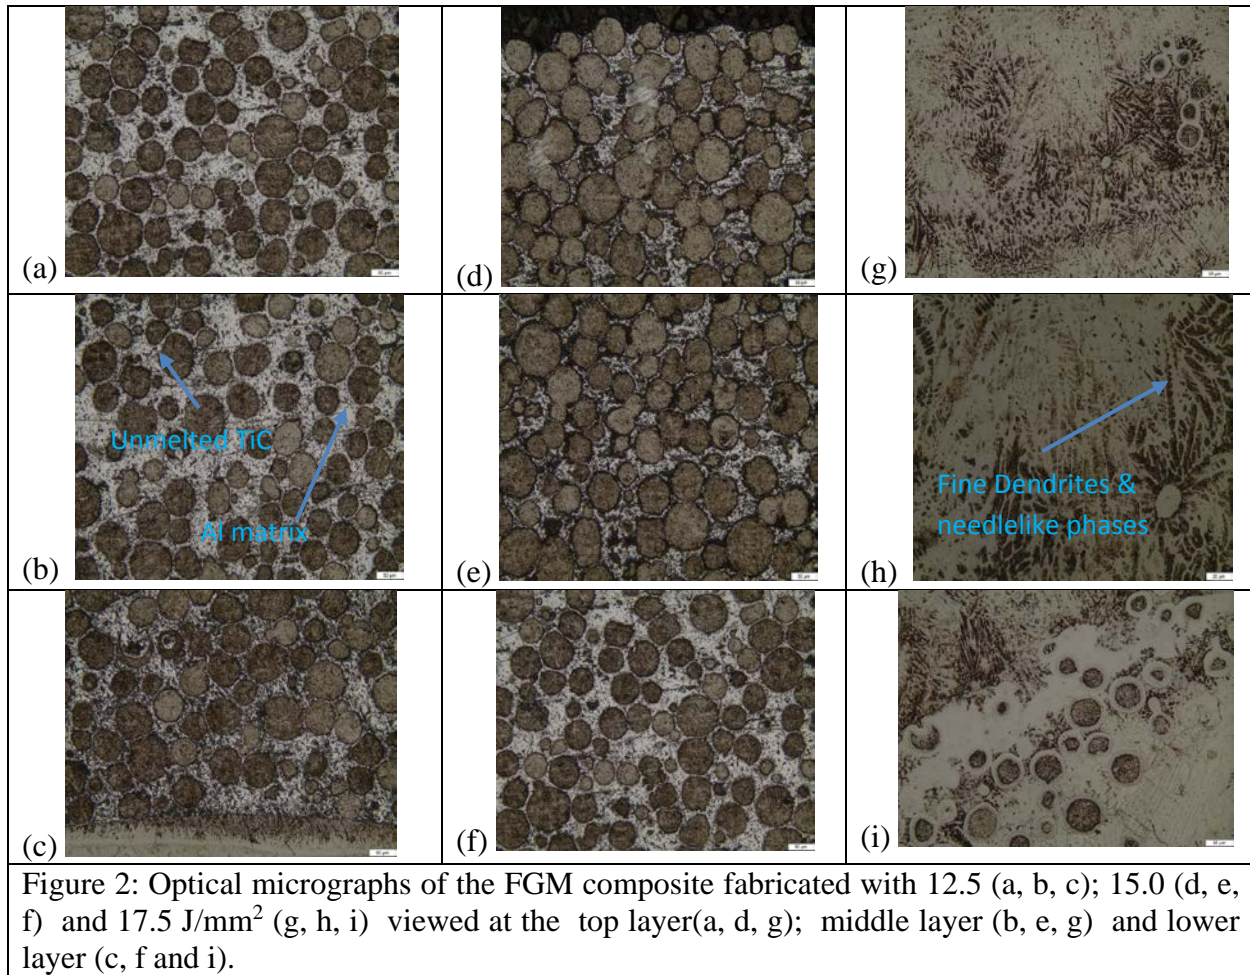 (a)
(d)
(g)
Unmelted TiC
Al matrix
(b)
(e)
Fine Dendrites &
needlelike phases
(h)
(c)
(f)
(i)
Figure 2: Optical micrographs of the FGM composite fabricated with 12.5 (a, b, c); 15.0 (d, e,
f) and 17.5 J/mm² (g, h, i) viewed at the top layer(a, d, g); middle layer (b, e, g) and lower
layer (c, f and i).